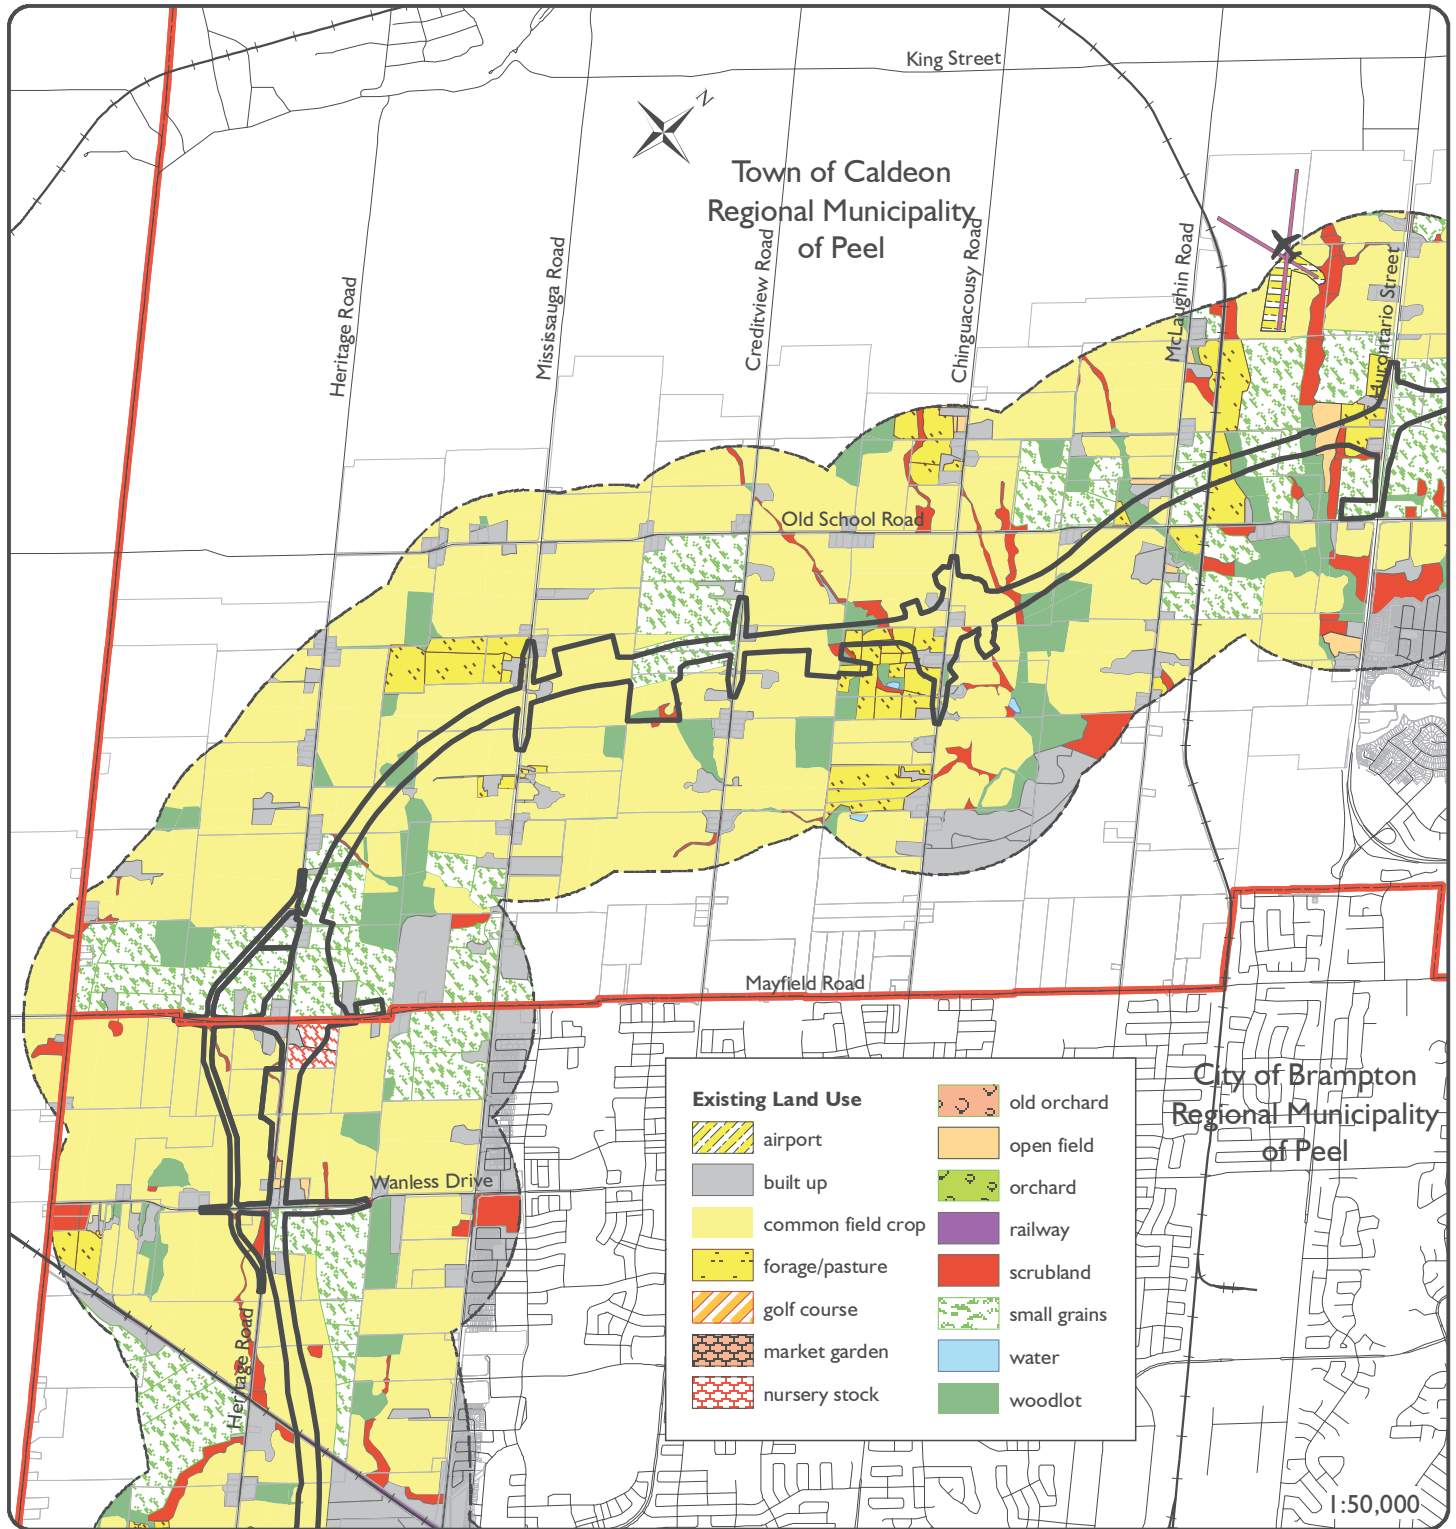 King Street
N
Town of Caldeon
Regional Municipality
of Peel
Heritage Road
Mississauga Road
Creditview Road
Chinguacousy Road
McLaughin Road
Hurontario Street
Old School Road
Mayfield Road
City of Brampton
Regional Municipality
of Peel
Wanless Drive
Heritage Road
Existing Land Use
airport
built up
common field crop
forage/pasture
golf course
market garden
nursery stock
old orchard
open field
orchard
railway
scrubland
small grains
water
woodlot
1:50,000